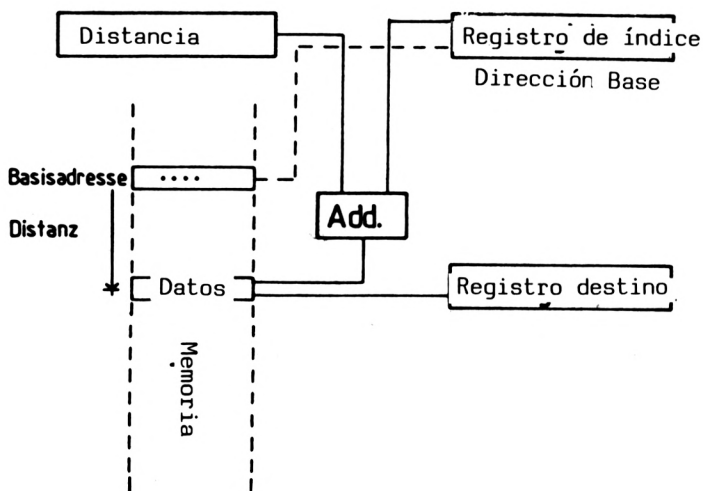 Distancia
Registro de índice
Dirección Base
Basisadresse
....
Distanz
Add.
Datos
Registro destino
Memoria